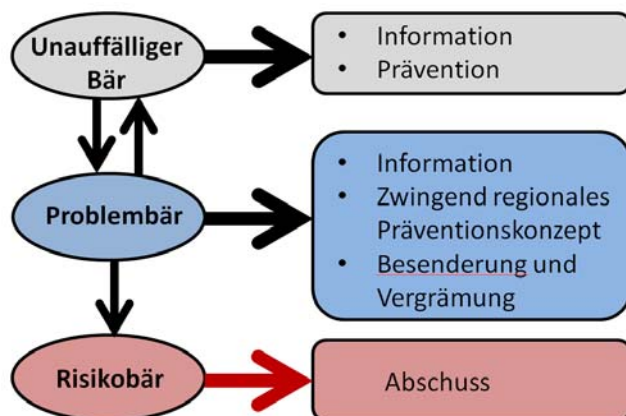 Unauffälliger
Bär
• Information
• Prävention
Problembär
• Information
• Zwingend regionales
Präventionskonzept
• Besenderung und
Vergrämung
Risikobär
Abschuss